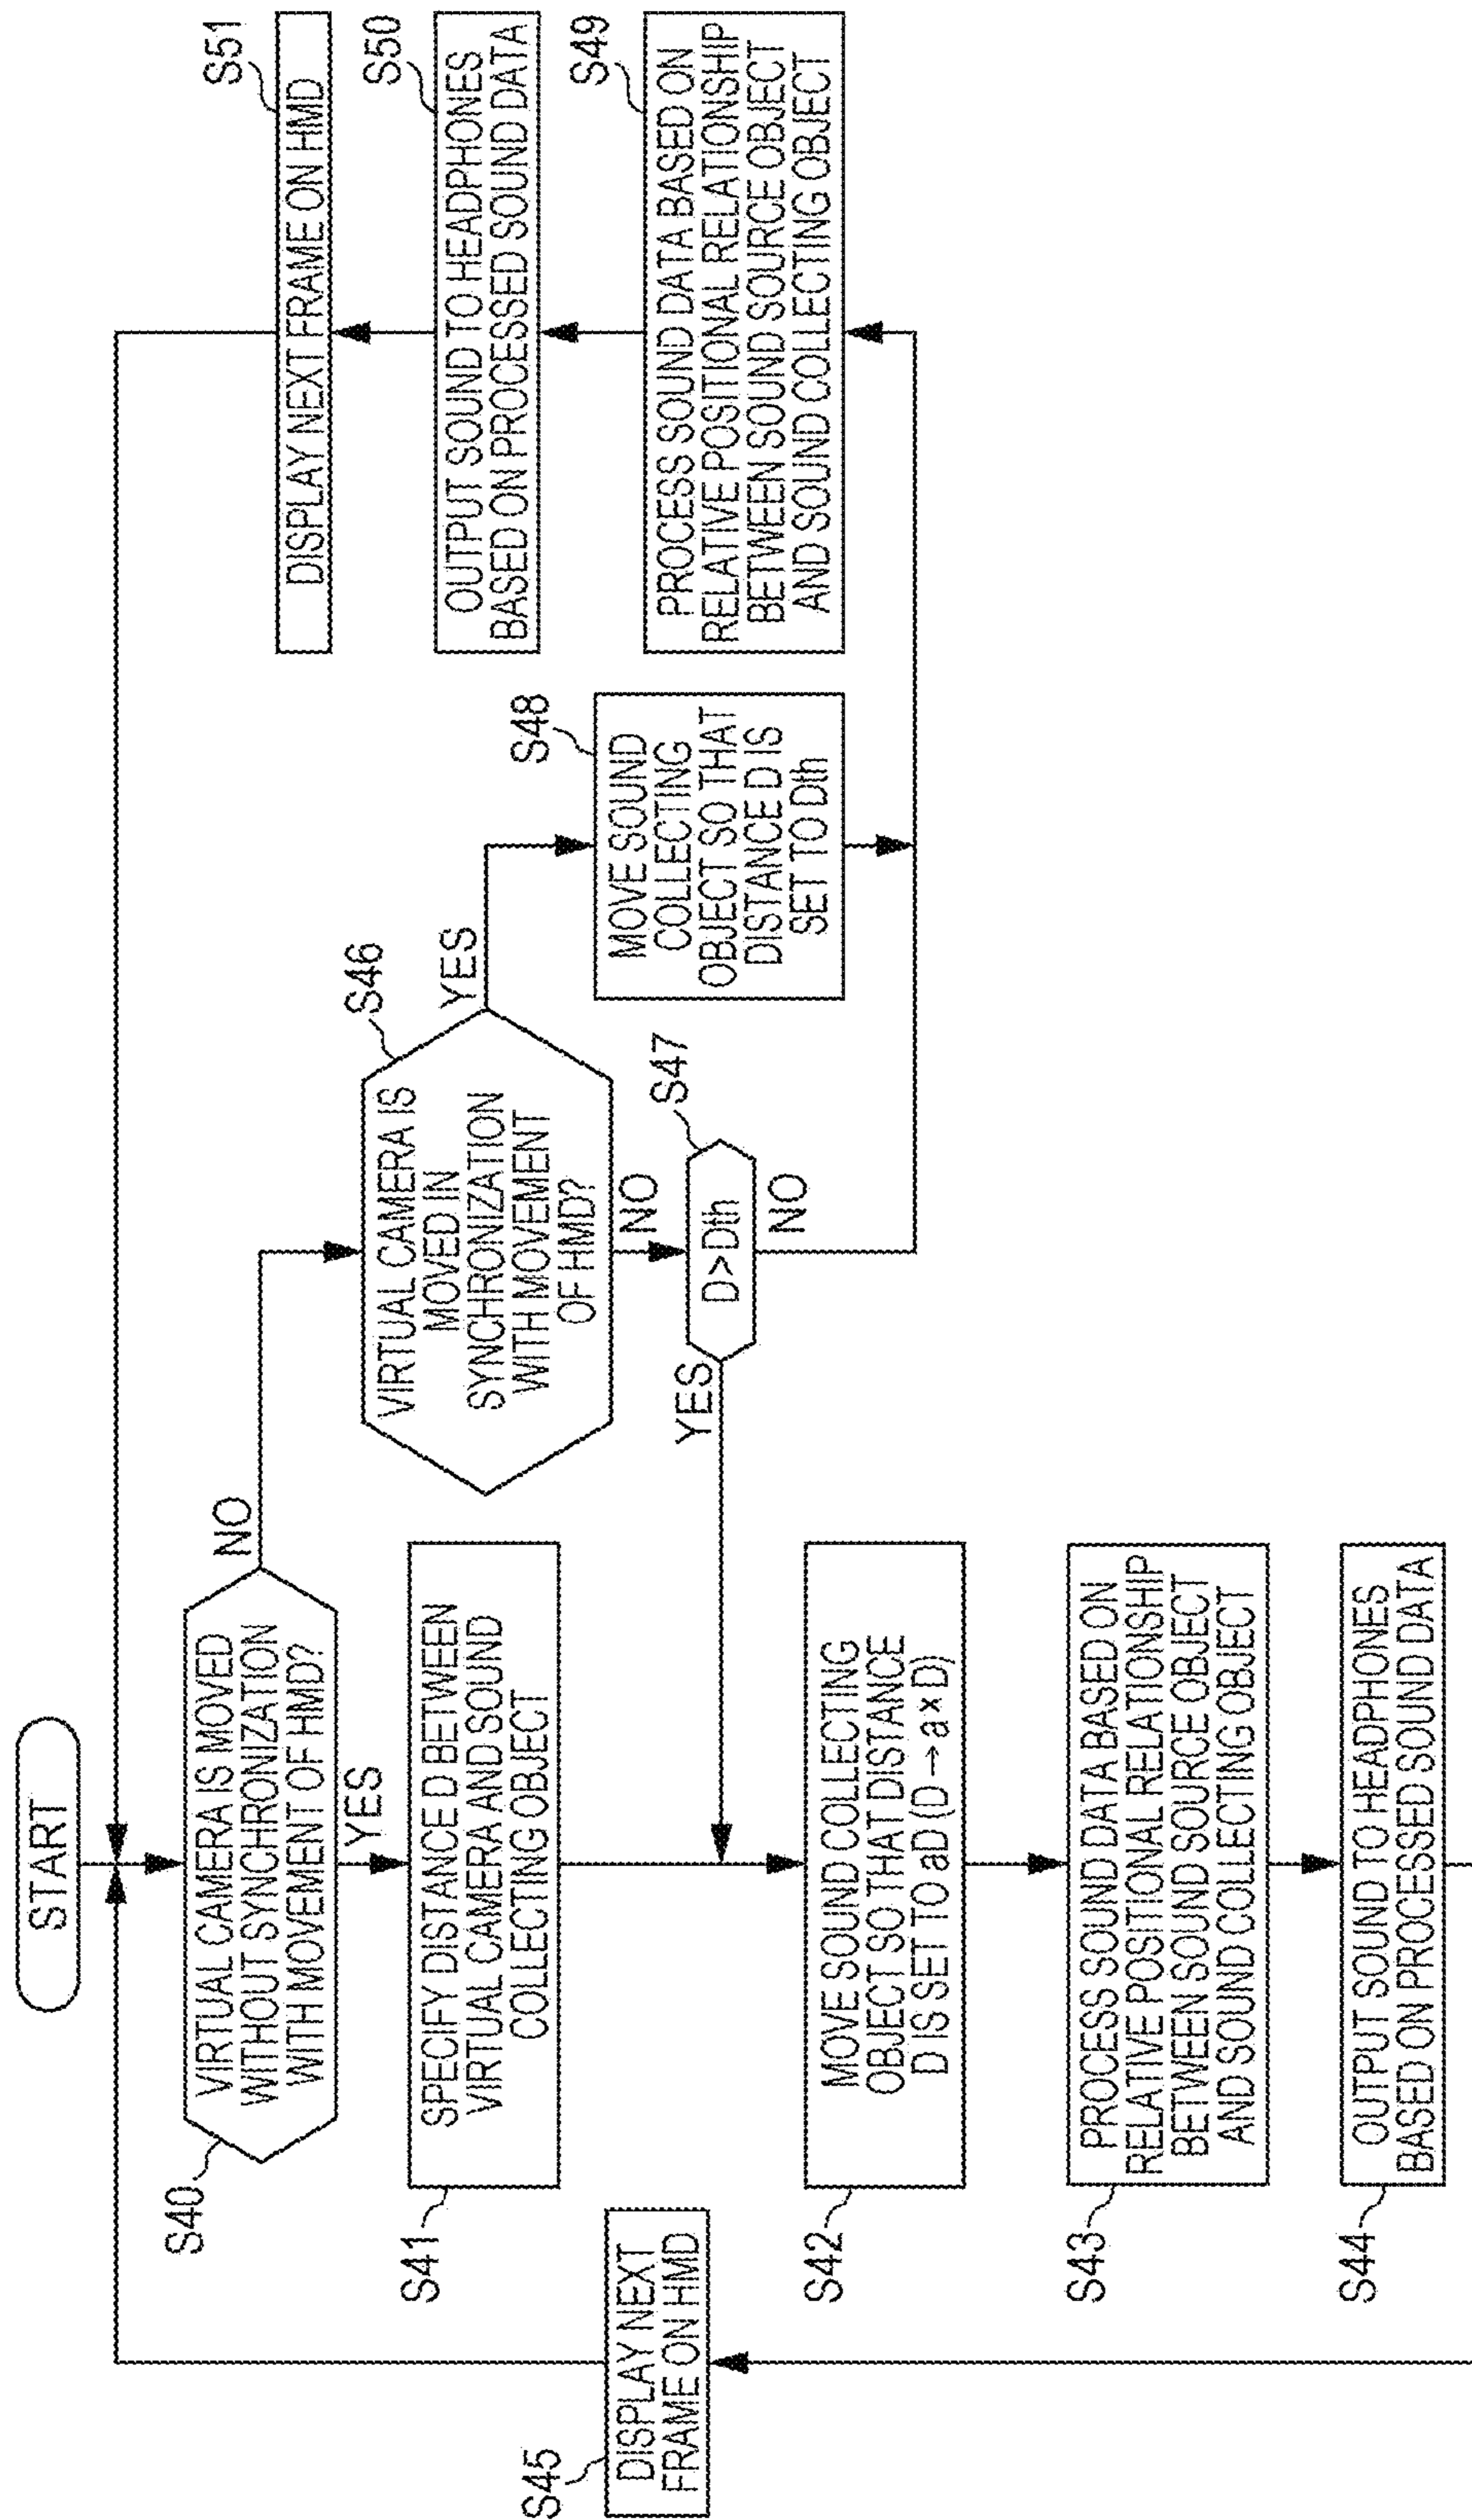 START
S40
VIRTUAL CAMERA IS MOVED
WITHOUT SYNCHRONIZATION
WITH MOVEMENT OF HMD?
NO
YES
S41
SPECIFY DISTANCE D BETWEEN
VIRTUAL CAMERA AND SOUND
COLLECTING OBJECT
S42
MOVE SOUND COLLECTING
OBJECT SO THAT DISTANCE
D IS SET TO aD (D→a×D)
S43
PROCESS SOUND DATA BASED ON
RELATIVE POSITIONAL RELATIONSHIP
BETWEEN SOUND SOURCE OBJECT
AND SOUND COLLECTING OBJECT
S44
OUTPUT SOUND TO HEADPHONES
BASED ON PROCESSED SOUND DATA
S45
DISPLAY NEXT
FRAME ON HMD
S46
VIRTUAL CAMERA IS
MOVED IN
SYNCHRONIZATION
WITH MOVEMENT
OF HMD?
YES
NO
S47
D>Dth
YES
NO
S48
MOVE SOUND
COLLECTING
OBJECT SO THAT
DISTANCE D IS
SET TO Dth
S49
PROCESS SOUND DATA BASED ON
RELATIVE POSITIONAL RELATIONSHIP
BETWEEN SOUND SOURCE OBJECT
AND SOUND COLLECTING OBJECT
S50
OUTPUT SOUND TO HEADPHONES
BASED ON PROCESSED SOUND DATA
S51
DISPLAY NEXT FRAME ON HMD